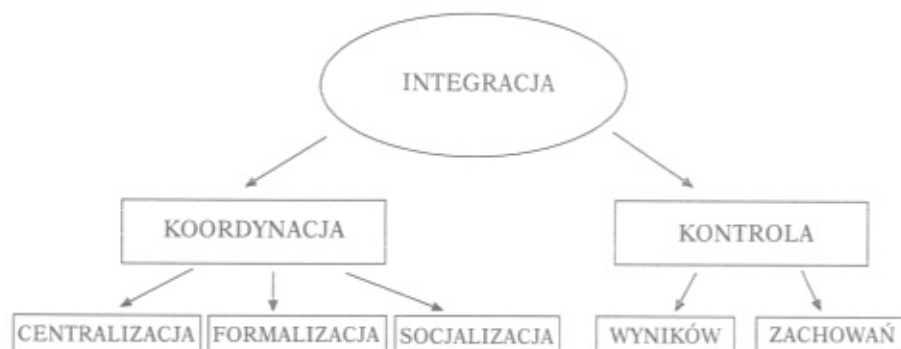 INTEGRACJA
KOORDYNACJA
KONTROLA
CENTRALIZACJA
FORMALIZACJA
SOCJALIZACJA
WYNIKÓW
ZACHOWAŃ